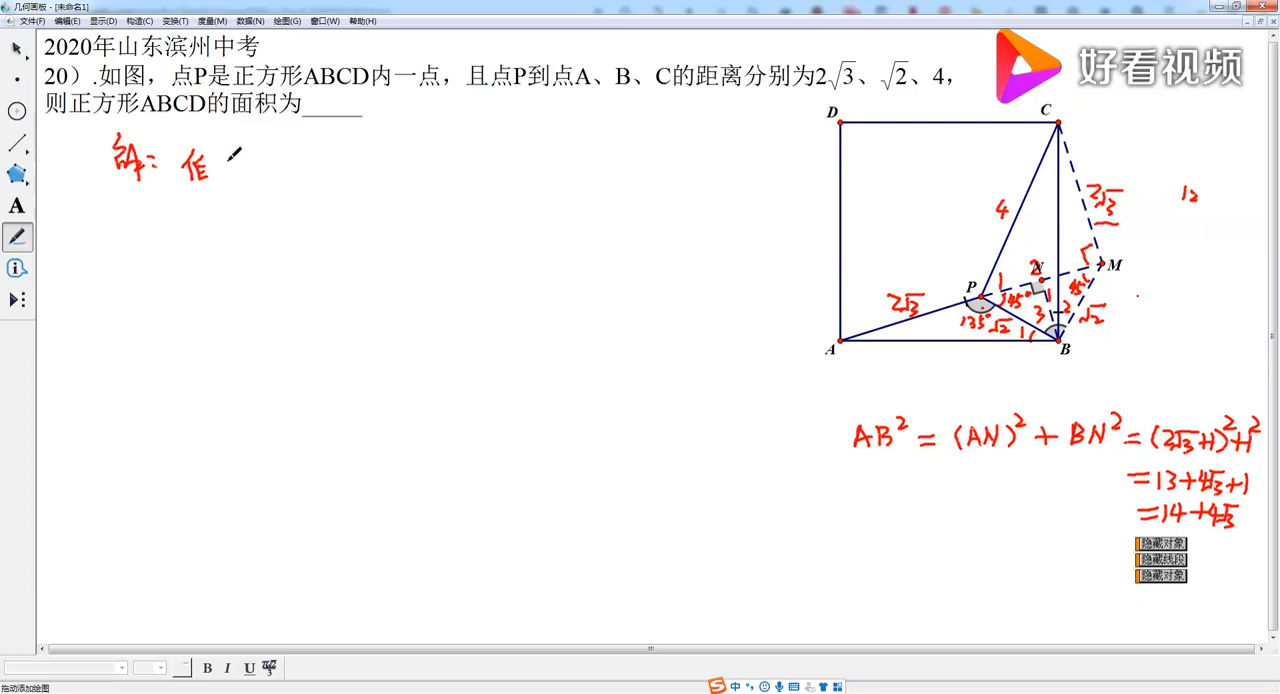 几何画板 - [未命名1]
文件(F) 编辑(E) 显示(D) 构造(C) 变换(T) 度量(M) 数据(N) 绘图(G) 窗口(W) 帮助(H)
2020年山东滨州中考
20）.如图，点P是正方形ABCD内一点，且点P到点A、B、C的距离分别为2√3、√2、4，
则正方形ABCD的面积为_____
好看视频
解: 作
D C
4 2√3 12
P 1 N 2 M
45° 45°
2√3 135° √2 1 3 1 2 √2
A B
AB² = (AN)² + BN² = (2√3+1)²+1²
=13+4√3+1
=14+4√3
隐藏对象
隐藏线段
隐藏对象
A
B I U
中
拖动添加绘图